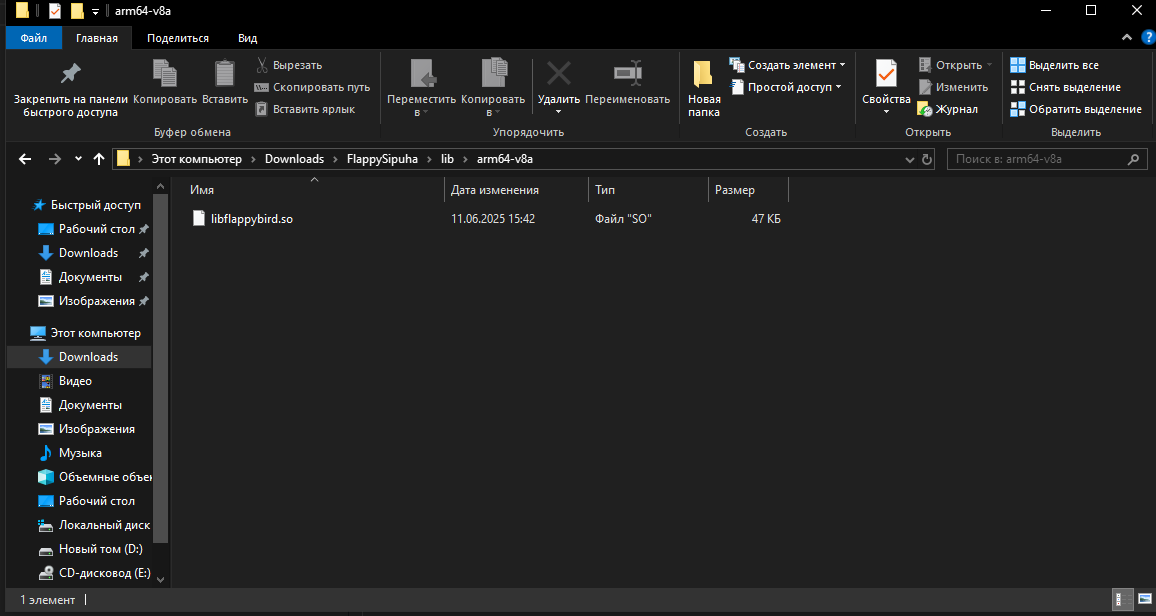 arm64-v8a
Файл Главная Поделиться Вид
Закрепить на панели быстрого доступа
Копировать
Вставить
Вырезать
Скопировать путь
Вставить ярлык
Буфер обмена
Переместить в
Копировать в
Удалить
Переименовать
Упорядочить
Новая папка
Создать элемент
Простой доступ
Создать
Свойства
Открыть
Изменить
Журнал
Открыть
Выделить все
Снять выделение
Обратить выделение
Выделить
Этот компьютер > Downloads > FlappySipuha > lib > arm64-v8a
Поиск в: arm64-v8a
Быстрый доступ
Рабочий стол
Downloads
Документы
Изображения
Этот компьютер
Downloads
Видео
Документы
Изображения
Музыка
Объемные объек
Рабочий стол
Локальный диск
Новый том (D:)
CD-дисковод (E:)
Имя Дата изменения Тип Размер
libflappybird.so 11.06.2025 15:42 Файл "SO" 47 КБ
1 элемент